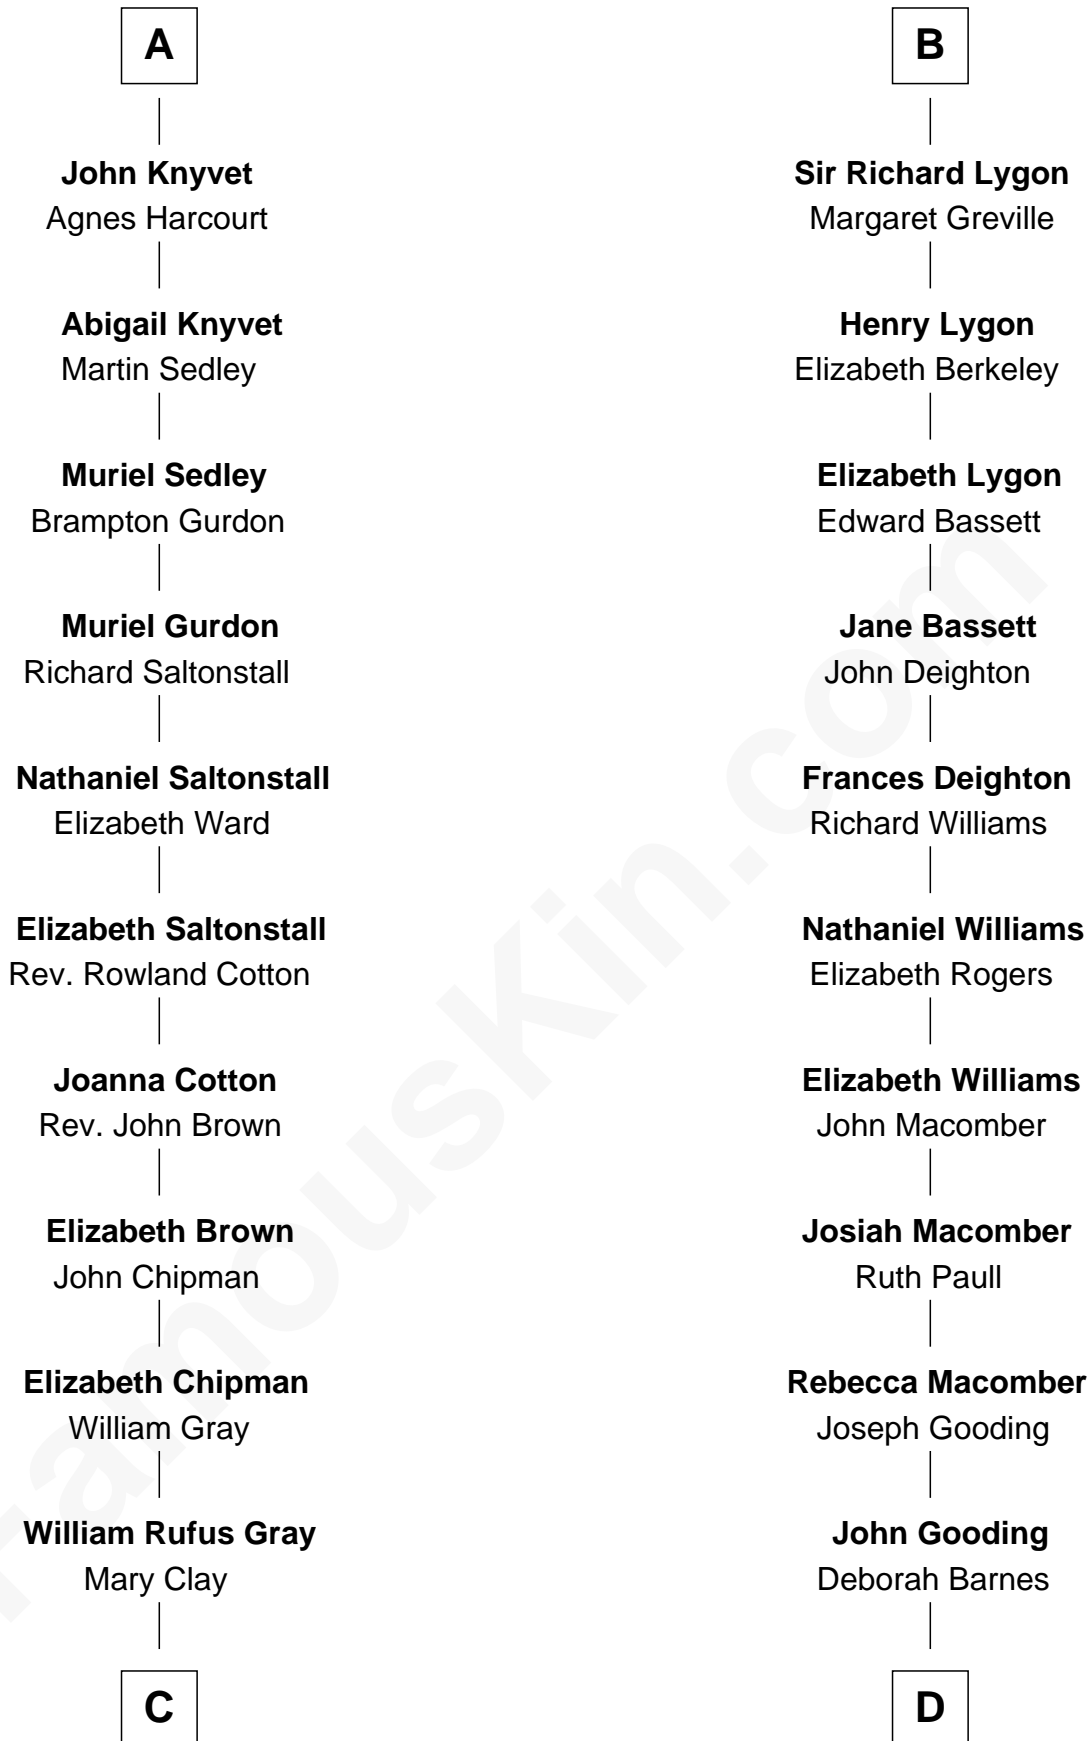 A
John Knyvet
Agnes Harcourt
Abigail Knyvet
Martin Sedley
Muriel Sedley
Brampton Gurdon
Muriel Gurdon
Richard Saltonstall
Nathaniel Saltonstall
Elizabeth Ward
Elizabeth Saltonstall
Rev. Rowland Cotton
Joanna Cotton
Rev. John Brown
Elizabeth Brown
John Chipman
Elizabeth Chipman
William Gray
William Rufus Gray
Mary Clay
C
B
Sir Richard Lygon
Margaret Greville
Henry Lygon
Elizabeth Berkeley
Elizabeth Lygon
Edward Bassett
Jane Bassett
John Deighton
Frances Deighton
Richard Williams
Nathaniel Williams
Elizabeth Rogers
Elizabeth Williams
John Macomber
Josiah Macomber
Ruth Paull
Rebecca Macomber
Joseph Gooding
John Gooding
Deborah Barnes
D
FamousKin.com